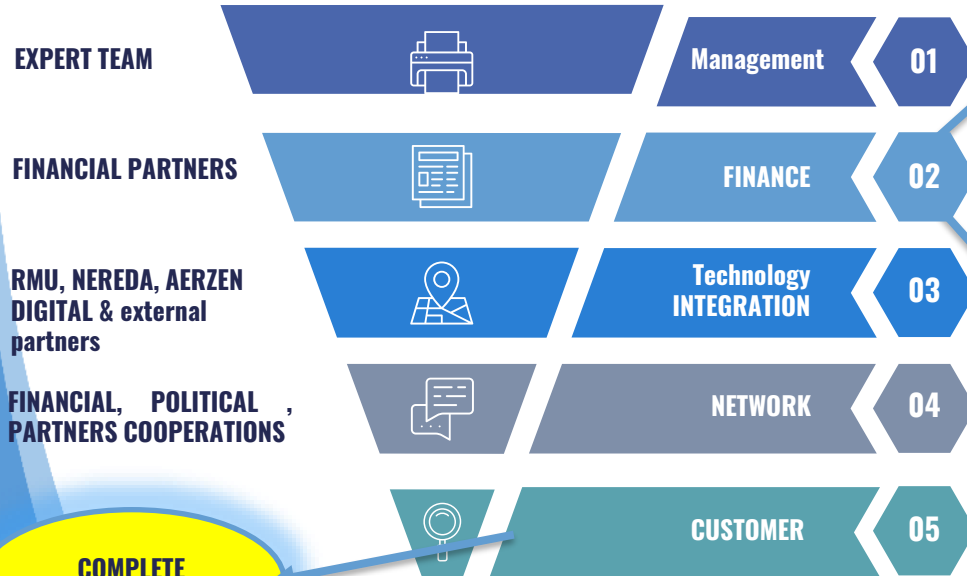 EXPERT TEAM
Management
01
FINANCIAL PARTNERS
FINANCE
02
RMU, NEREDA, AERZEN
DIGITAL & external
partners
Technology
INTEGRATION
03
FINANCIAL, POLITICAL ,
PARTNERS COOPERATIONS
NETWORK
04
CUSTOMER
05
COMPLETE